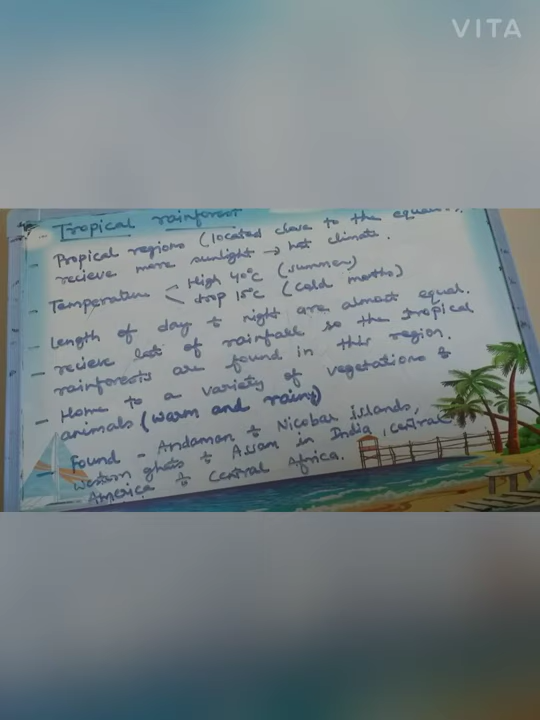 VITA
Tropical rainforest
- Tropical regions (located close to the equator),
recieve more sunlight → hot climate.
- Temperature < High 40°C (summer)
drop 15°C (cold months)
- Length of day & night are almost equal.
- recieve lot of rainfall so the tropical
rainforests are found in this region.
- Home to a variety of vegetations &
animals (warm and rainy)
- Found - Andaman & Nicobar islands,
western ghats & Assam in India, central
America & Central Africa.